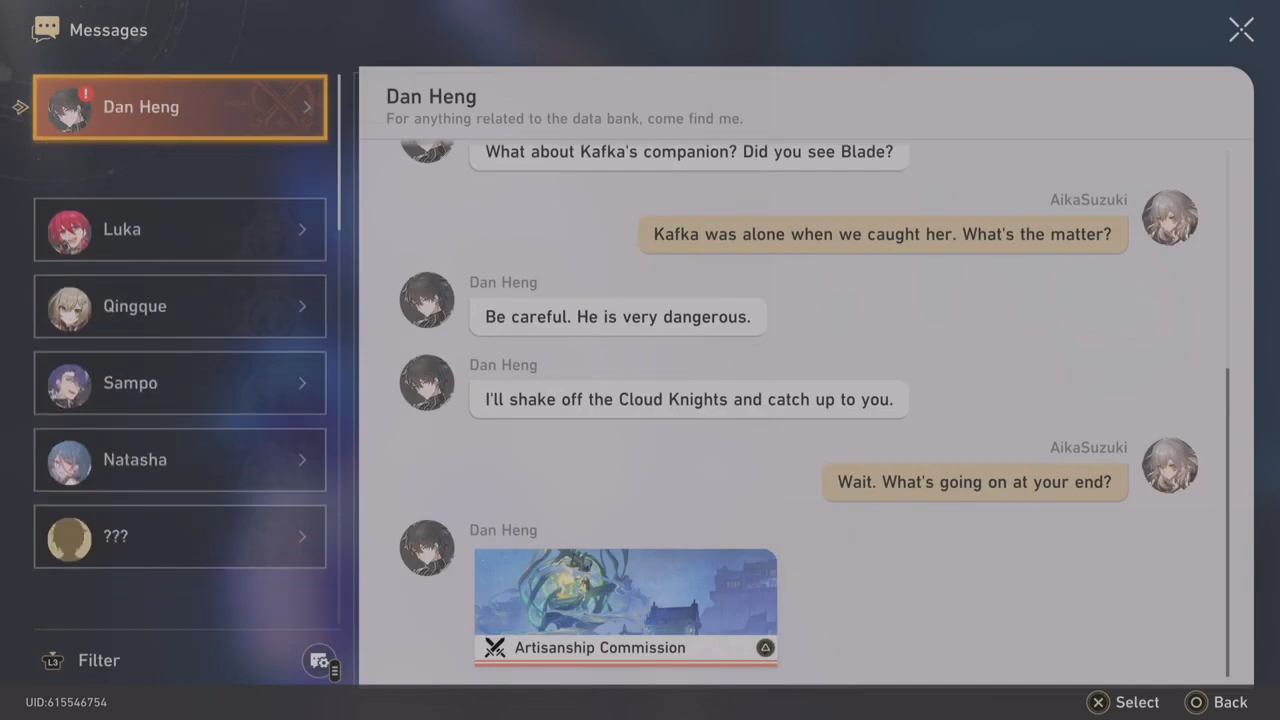 Messages
Dan Heng
Luka
Qingque
Sampo
Natasha
???
L3
Filter
Dan Heng
For anything related to the data bank, come find me.
What about Kafka's companion? Did you see Blade?
AikaSuzuki
Kafka was alone when we caught her. What's the matter?
Dan Heng
Be careful. He is very dangerous.
Dan Heng
I'll shake off the Cloud Knights and catch up to you.
AikaSuzuki
Wait. What's going on at your end?
Dan Heng
Artisanship Commission
UID:615546754
Select
Back